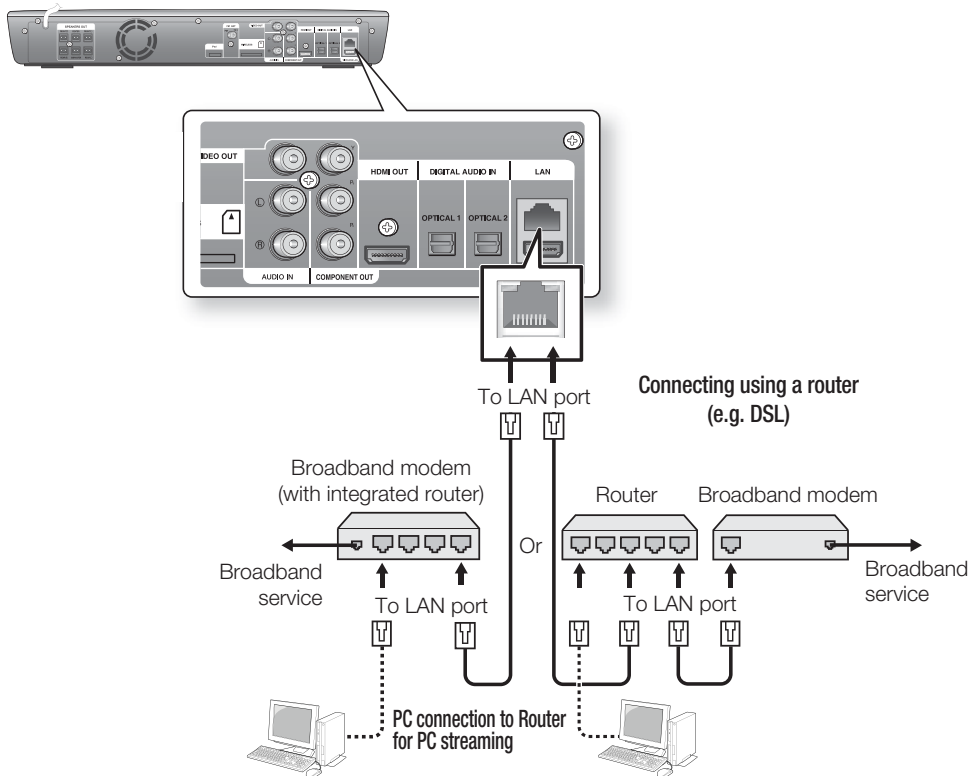 SPEAKERS OUT
IDEO OUT
HDMI OUT
DIGITAL AUDIO IN
LAN
OPTICAL 1
OPTICAL 2
L
R
AUDIO IN
COMPONENT OUT
To LAN port
Connecting using a router
(e.g. DSL)
Broadband modem
(with integrated router)
Router
Broadband modem
Or
Broadband
service
To LAN port
To LAN port
Broadband
service
PC connection to Router
for PC streaming